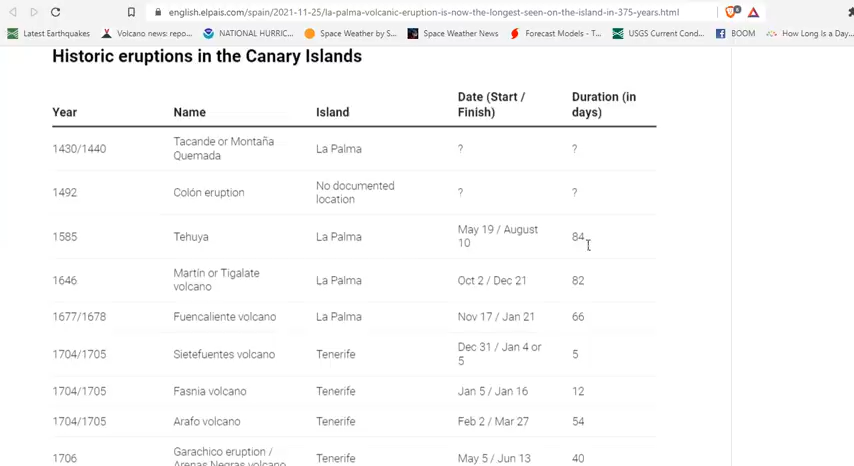 english.elpais.com/spain/2021-11-25/la-palma-volcanic-eruption-is-now-the-longest-seen-on-the-island-in-375-years.html
Latest Earthquakes Volcano news: repo... NATIONAL HURRIC... Space Weather by S... Space Weather News Forecast Models - T... USGS Current Cond... BOOM How Long Is a Day...
Historic eruptions in the Canary Islands
Year Name Island Date (Start / Finish) Duration (in days)
1430/1440 Tacande or Montaña Quemada La Palma ? ?
1492 Colón eruption No documented location ? ?
1585 Tehuya La Palma May 19 / August 10 84
1646 Martín or Tigalate volcano La Palma Oct 2 / Dec 21 82
1677/1678 Fuencaliente volcano La Palma Nov 17 / Jan 21 66
1704/1705 Sietefuentes volcano Tenerife Dec 31 / Jan 4 or 5 5
1704/1705 Fasnia volcano Tenerife Jan 5 / Jan 16 12
1704/1705 Arafo volcano Tenerife Feb 2 / Mar 27 54
1706 Garachico eruption / Arenas Negras volcano Tenerife May 5 / Jun 13 40